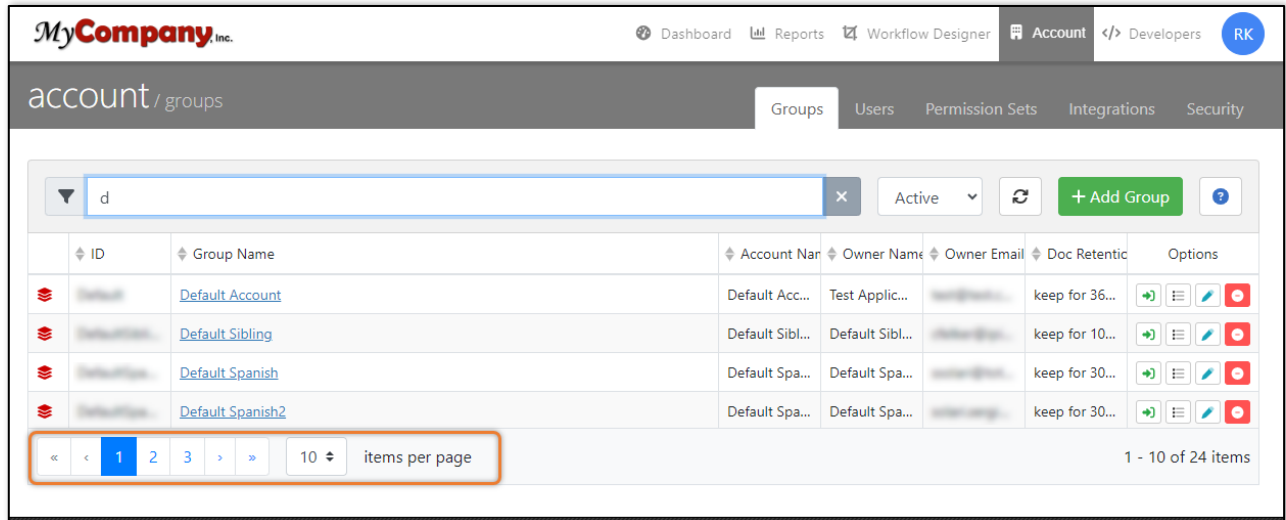 MyCompany, Inc. Dashboard Reports Workflow Designer Account </> Developers RK
account / groups Groups Users Permission Sets Integrations Security
d × Active + Add Group ?
ID Group Name Account Nar Owner Name Owner Email Doc Retentic Options
Default Account Default Acc... Test Applic... keep for 36...
Default Sibling Default Sibl... Default Sibl... keep for 10...
Default Spanish Default Spa... Default Spa... keep for 30...
Default Spanish2 Default Spa... Default Spa... keep for 30...
« ‹ 1 2 3 › » 10 items per page 1 - 10 of 24 items